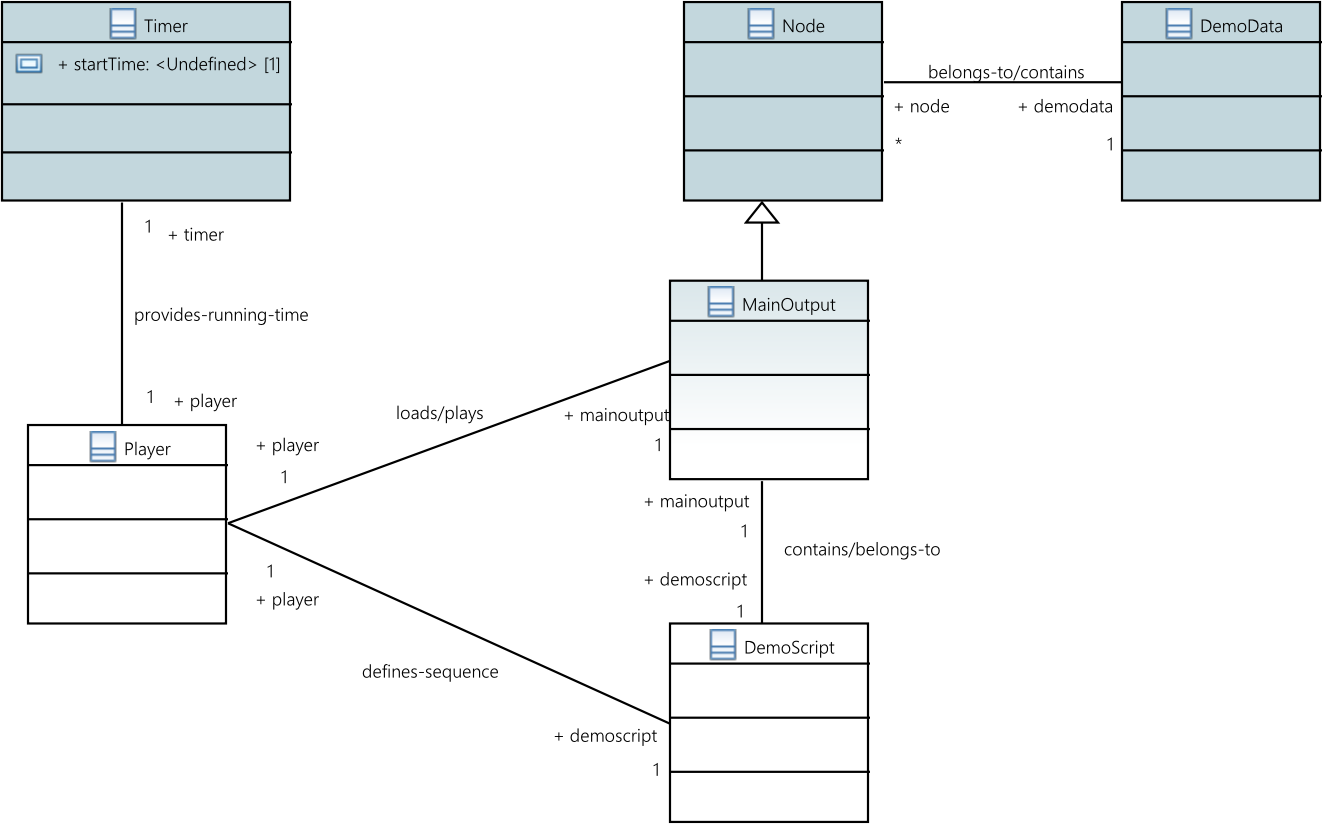 Timer
+ startTime: <Undefined> [1]
Node
DemoData
belongs-to/contains
+ node
+ demodata
*
1
1
+ timer
provides-running-time
1
+ player
Player
MainOutput
loads/plays
+ mainoutput
1
+ player
1
+ mainoutput
1
contains/belongs-to
+ demoscript
1
1
+ player
defines-sequence
+ demoscript
1
DemoScript